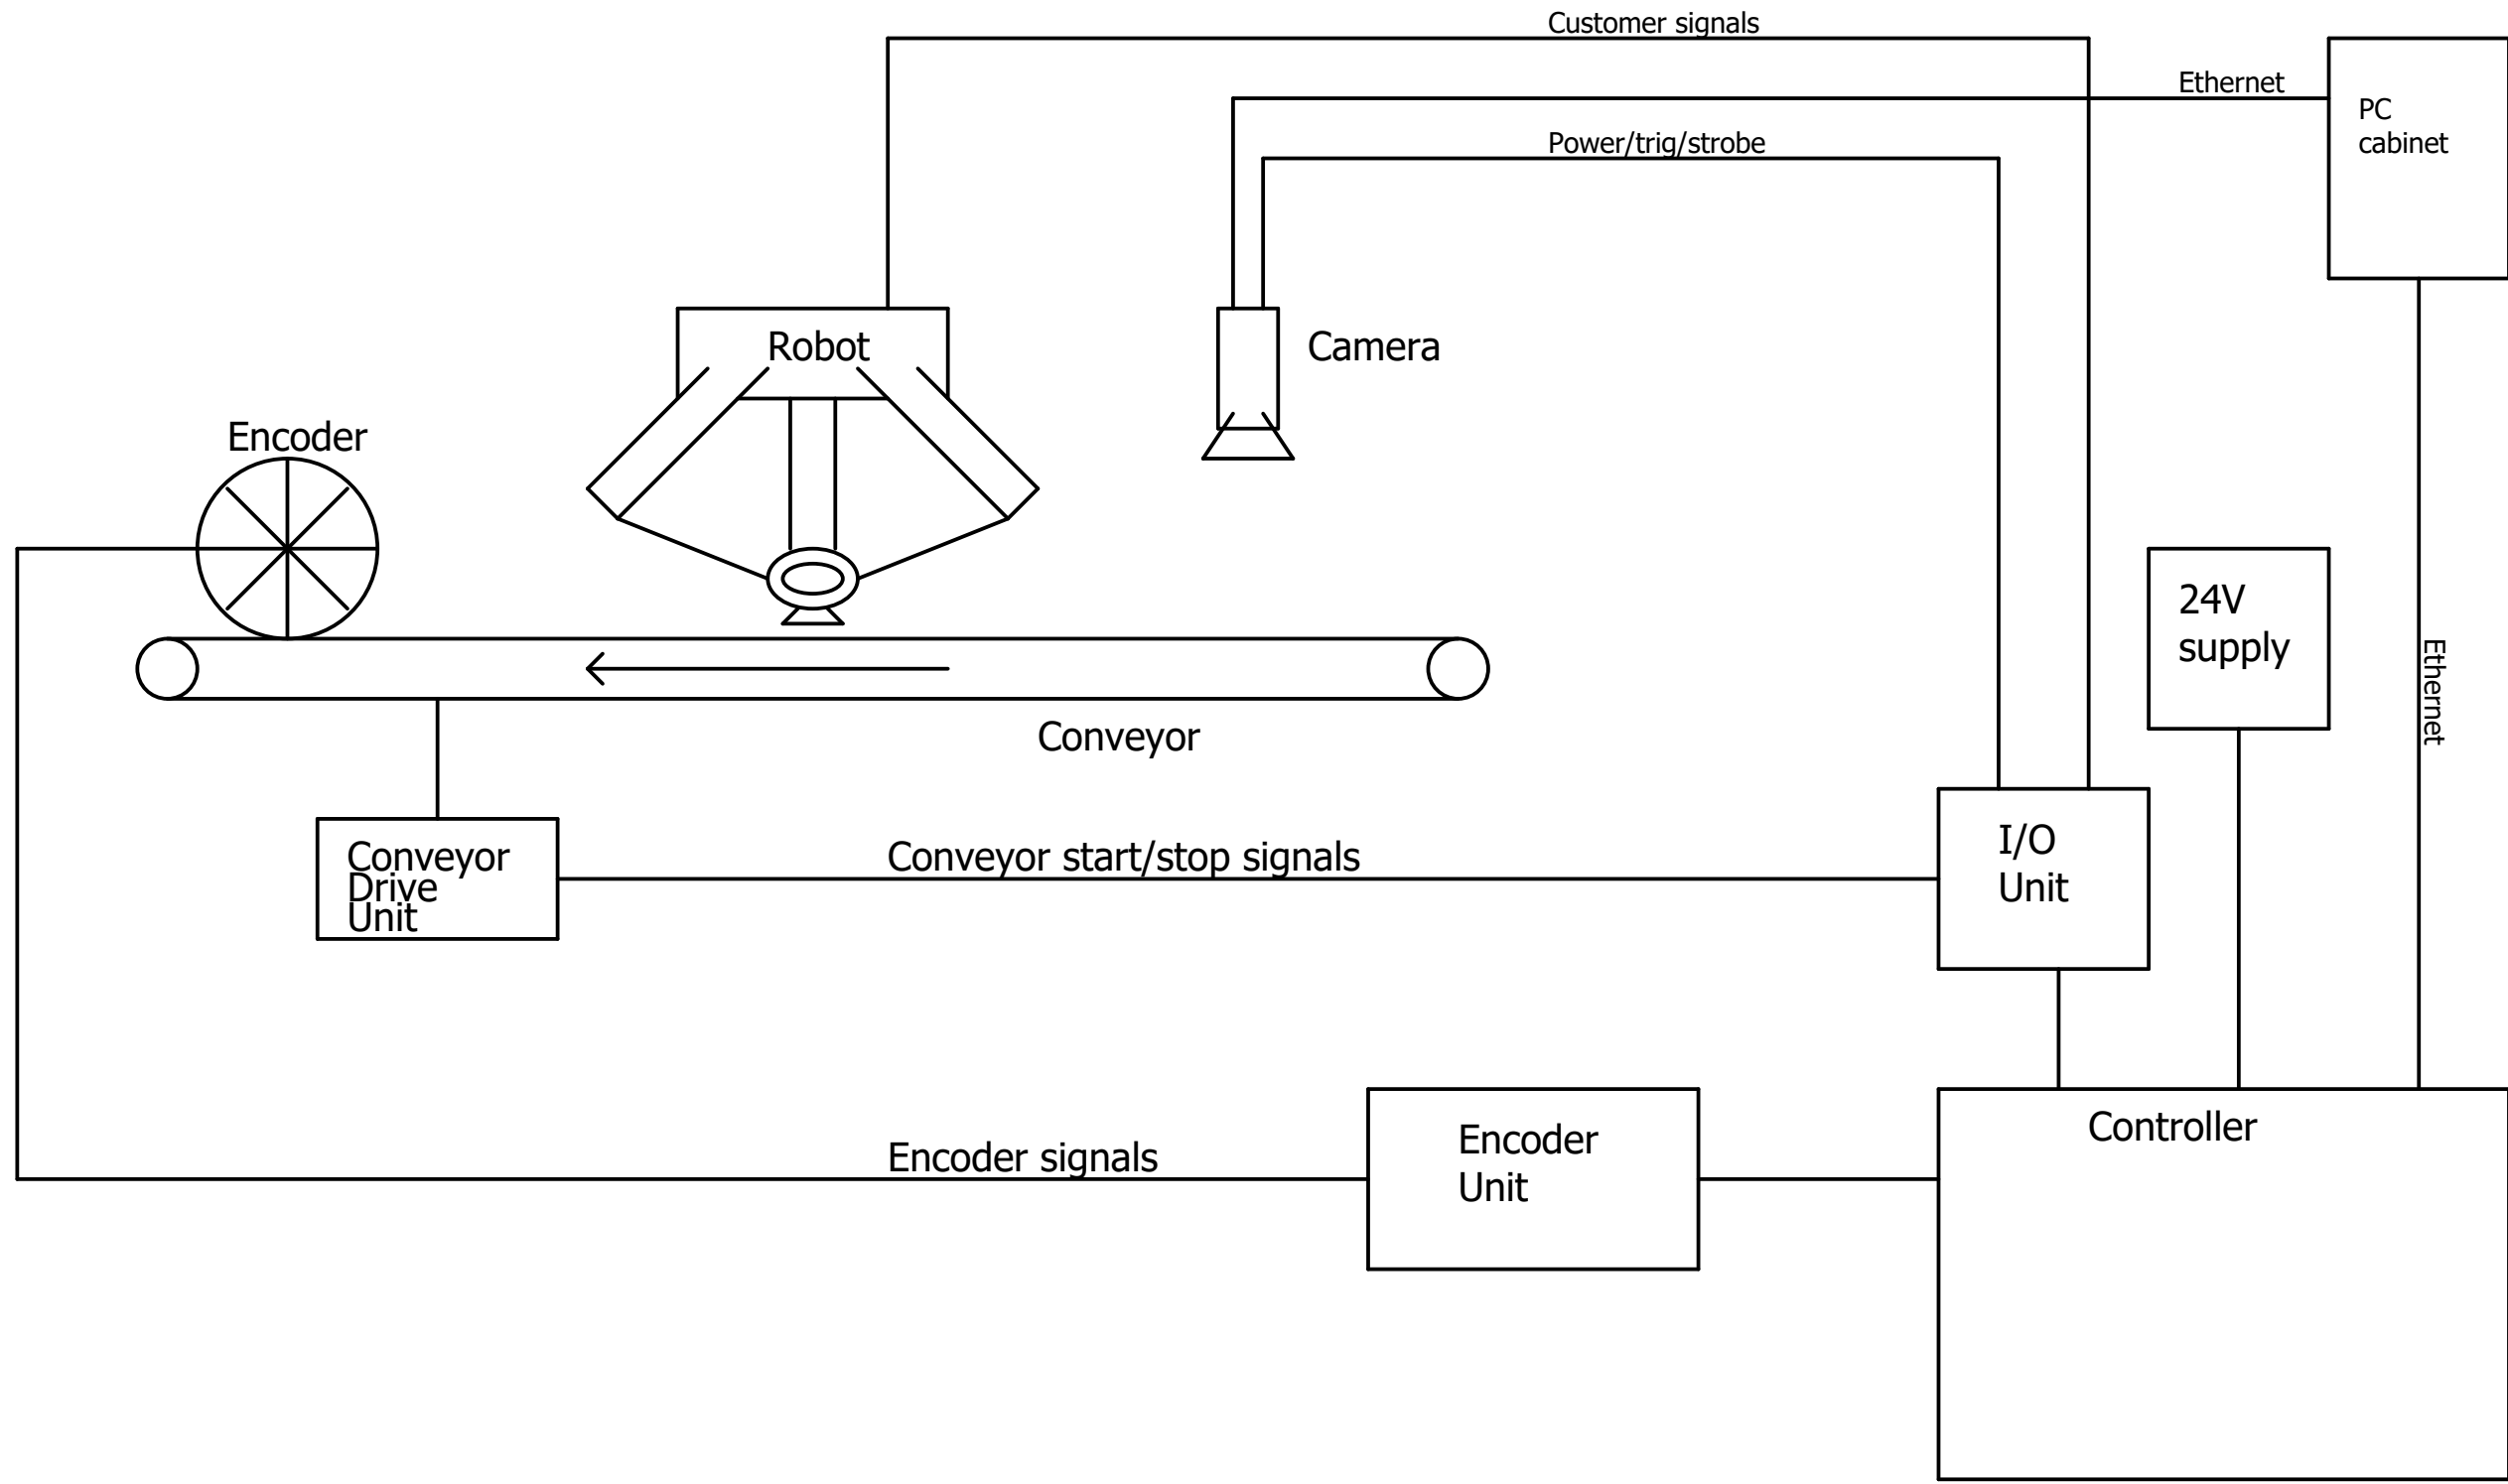 Customer signals
Ethernet
PC
cabinet
Power/trig/strobe
Robot
Camera
Encoder
24V
supply
Ethernet
Conveyor
I/O
Unit
Conveyor
Drive
Unit
Conveyor start/stop signals
Controller
Encoder
Unit
Encoder signals